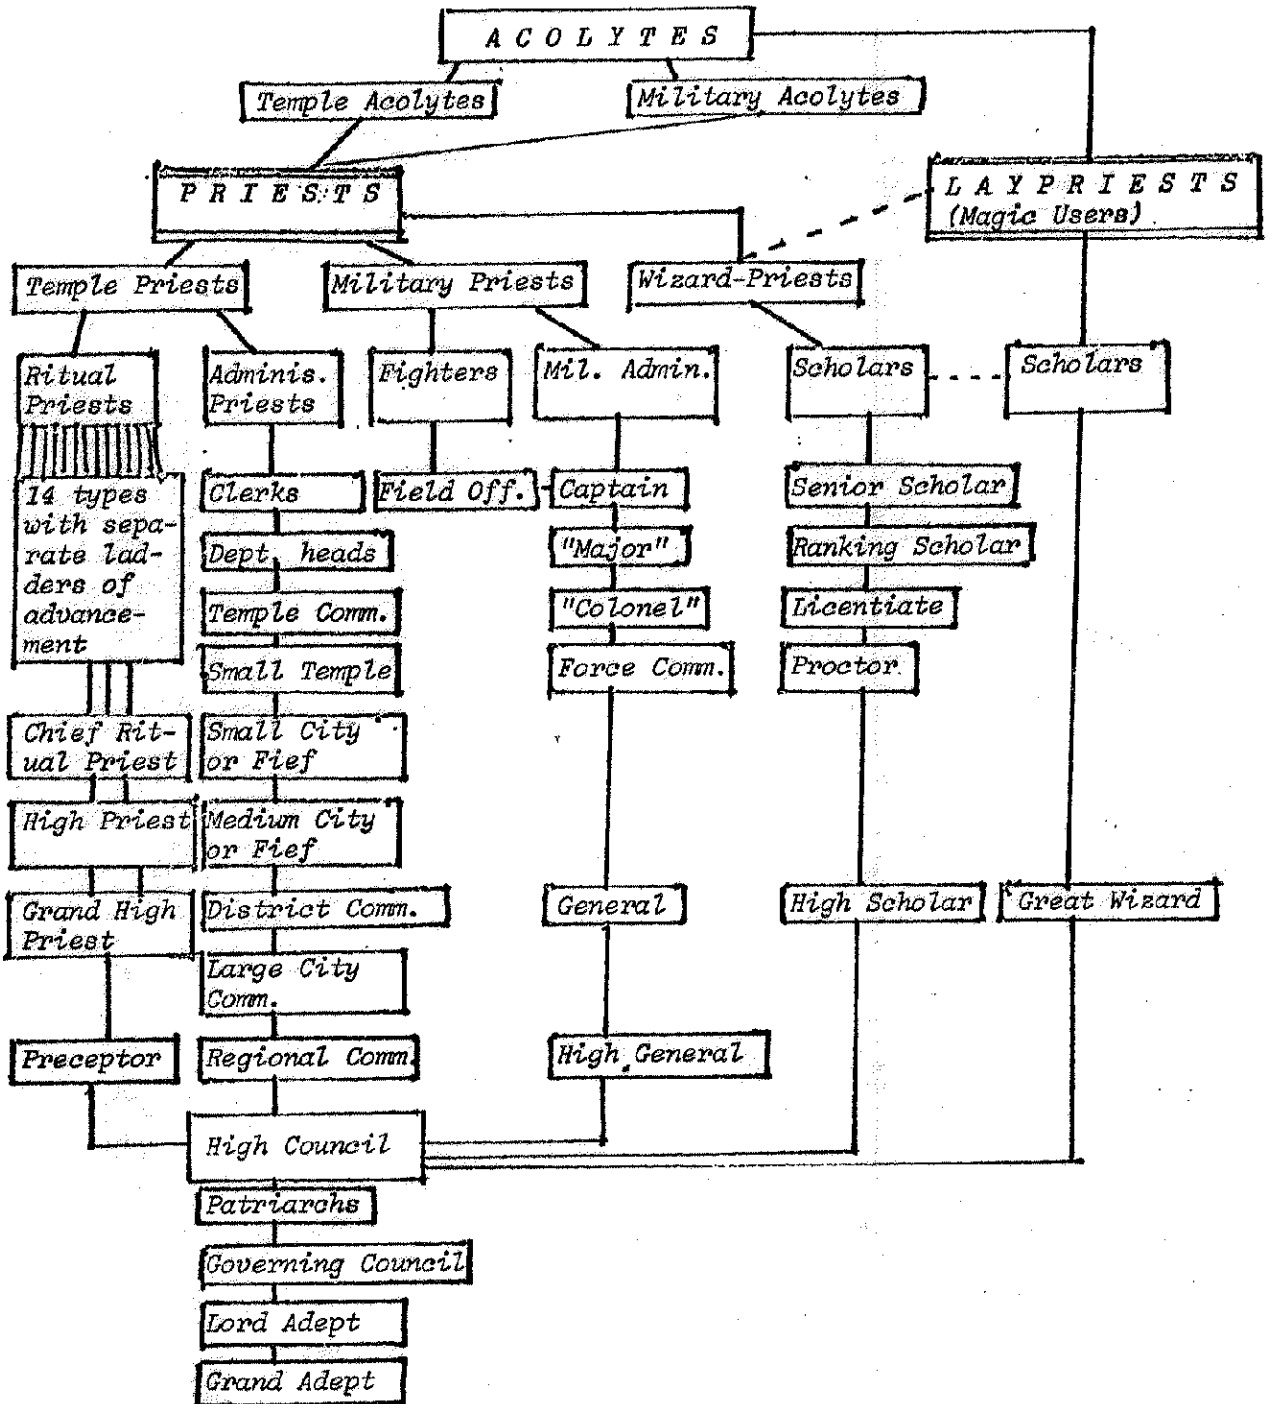 A C O L Y T E S
Temple Acolytes
Military Acolytes
P R I E S T S
L A Y P R I E S T S
(Magic Users)
Temple Priests
Military Priests
Wizard-Priests
Ritual
Priests
Adminis.
Priests
Fighters
Mil. Admin.
Scholars
Scholars
14 types
with sepa-
rate lad-
ders of
advance-
ment
Clerks
Field Off.
Captain
Senior Scholar
Dept. heads
"Major"
Ranking Scholar
Temple Comm.
"Colonel"
Licentiate
Small Temple
Force Comm.
Proctor
Chief Rit-
ual Priest
Small City
or Fief
High Priest
Medium City
or Fief
Grand High
Priest
District Comm.
General
High Scholar
Great Wizard
Large City
Comm.
Preceptor
Regional Comm.
High General
High Council
Patriarchs
Governing Council
Lord Adept
Grand Adept